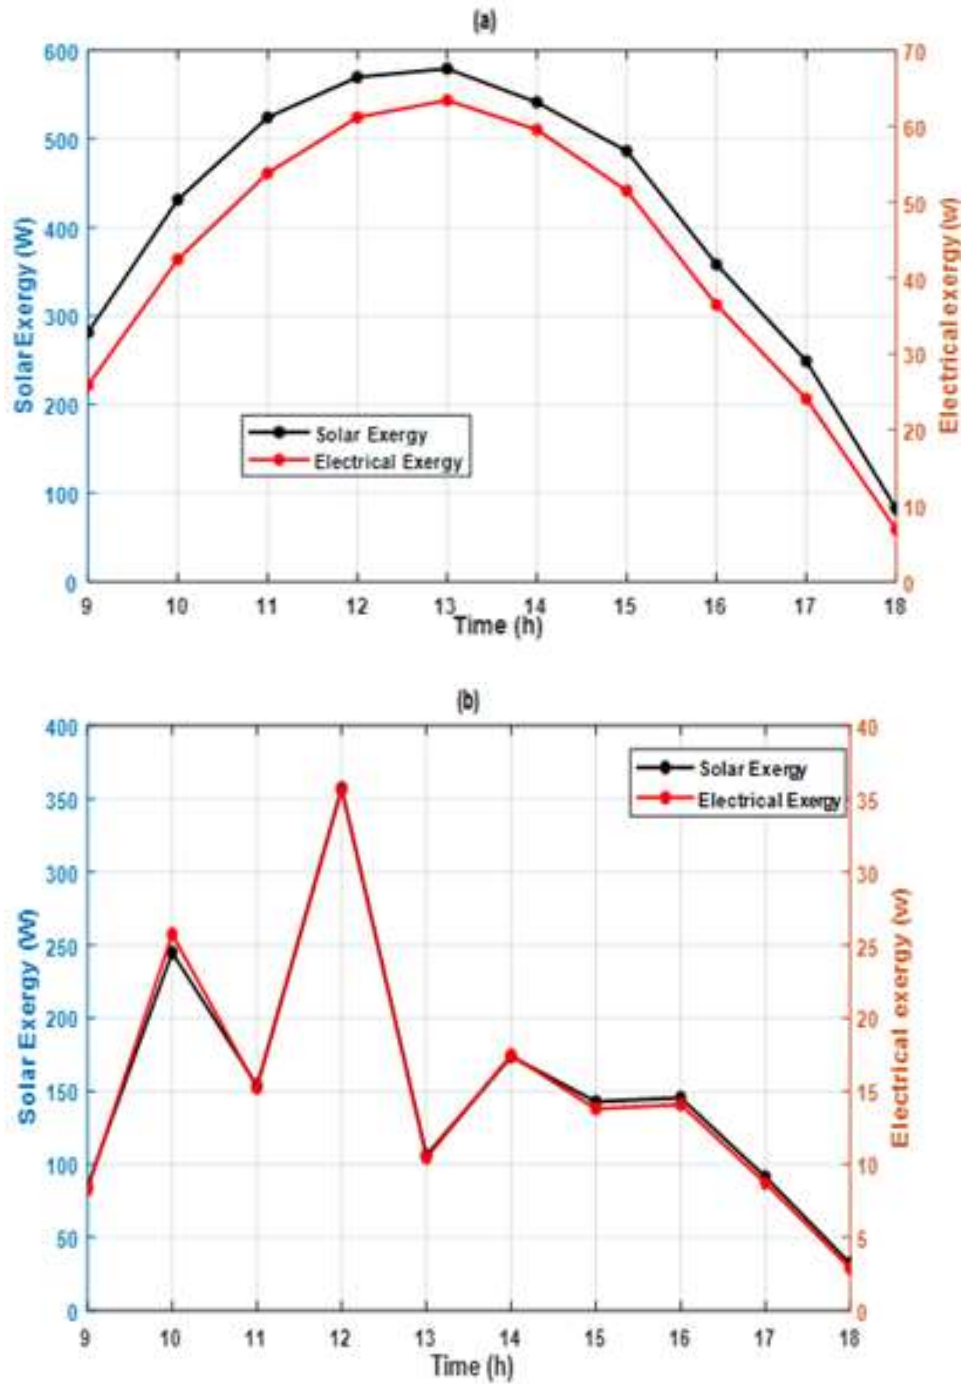 (a)
600
500
400
300
200
100
0
Solar Exergy (W)
70
60
50
40
30
20
10
0
Electrical exergy (w)
Solar Exergy
Electrical Exergy
9 10 11 12 13 14 15 16 17 18
Time (h)
(b)
400
350
300
250
200
150
100
50
0
Solar Exergy (W)
40
35
30
25
20
15
10
5
0
Electrical exergy (w)
Solar Exergy
Electrical Exergy
9 10 11 12 13 14 15 16 17 18
Time (h)